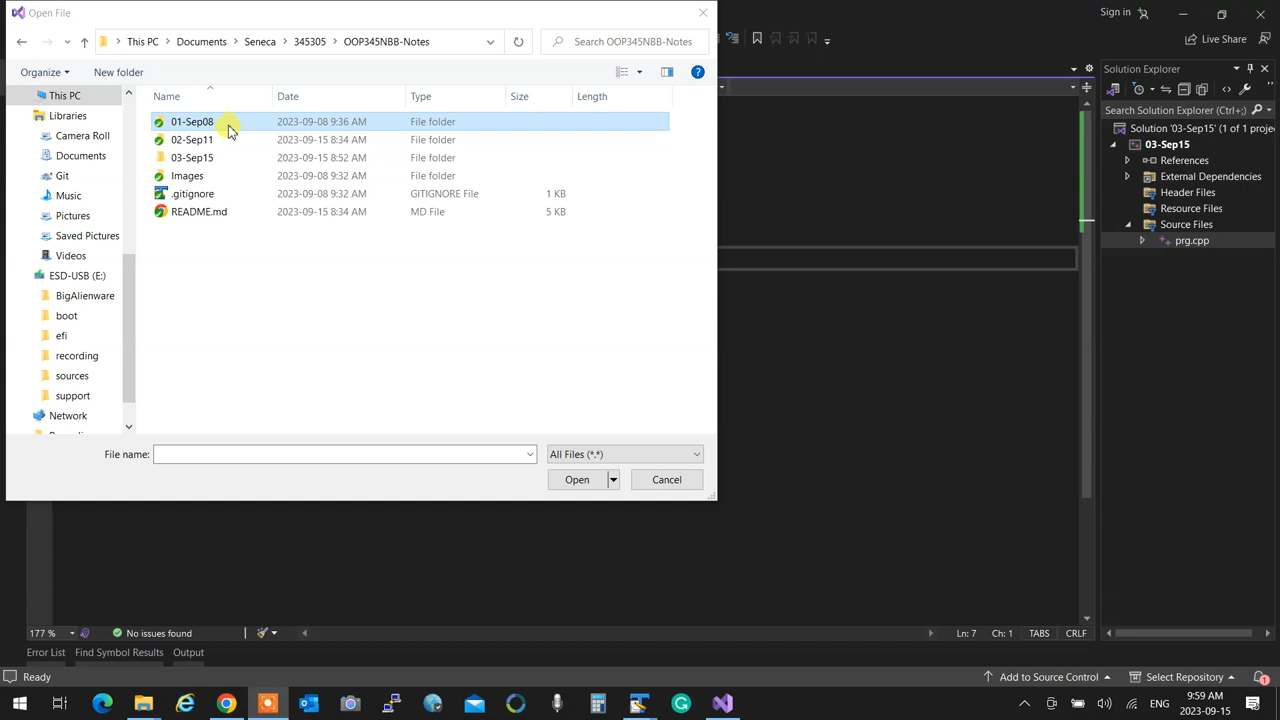 Open File
Sign in
This PC
Documents
Seneca
345305
OOP345NBB-Notes
Search OOP345NBB-Notes
Live Share
Organize
New folder
Solution Explorer
Name
Date
Type
Size
Length
Search Solution Explorer (Ctrl+;)
01-Sep08 2023-09-08 9:36 AM File folder
02-Sep11 2023-09-15 8:34 AM File folder
03-Sep15 2023-09-15 8:52 AM File folder
Images 2023-09-08 9:32 AM File folder
.gitignore 2023-09-08 9:32 AM GITIGNORE File 1 KB
README.md 2023-09-15 8:34 AM MD File 5 KB
This PC
Libraries
Camera Roll
Documents
Git
Music
Pictures
Saved Pictures
Videos
ESD-USB (E:)
BigAlienware
boot
efi
recording
sources
support
Network
Solution '03-Sep15' (1 of 1 proje
03-Sep15
References
External Dependencies
Header Files
Resource Files
Source Files
prg.cpp
File name:
All Files (*.*)
Open
Cancel
177 %
No issues found
Ln: 7
Ch: 1
TABS
CRLF
Error List
Find Symbol Results
Output
Ready
Add to Source Control
Select Repository
1
ENG
9:59 AM
2023-09-15